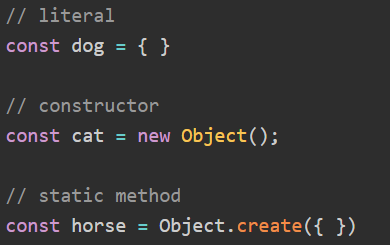 // literal
const dog = { }
// constructor
const cat = new Object();
// static method
const horse = Object.create({ })